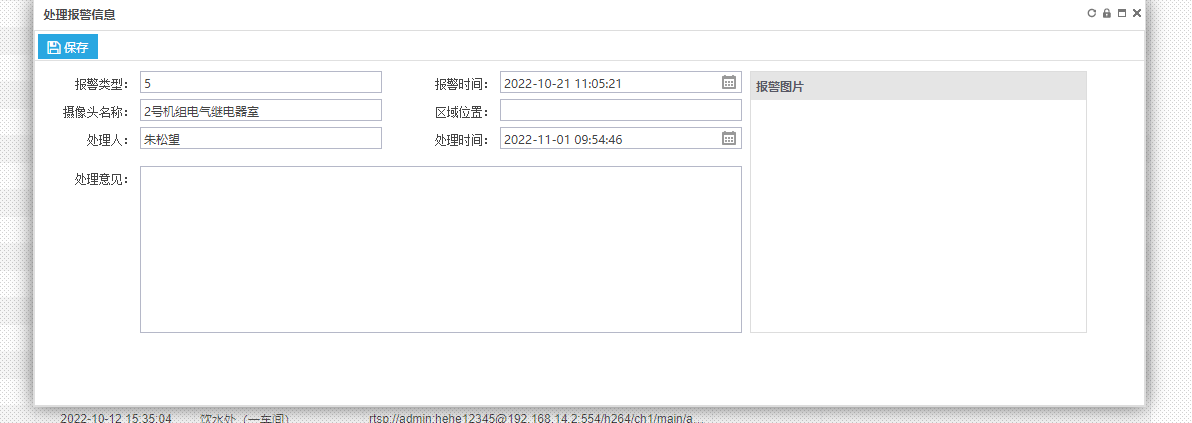 处理报警信息
保存
报警类型： 5 报警时间： 2022-10-21 11:05:21 报警图片
摄像头名称： 2号机组电气继电器室 区域位置：
处理人： 朱松望 处理时间： 2022-11-01 09:54:46
处理意见：
2022-10-12 15:35:04 饮水处（一车间） rtsp://admin:hehe12345@192.168.14.2:554/h264/ch1/main/a...